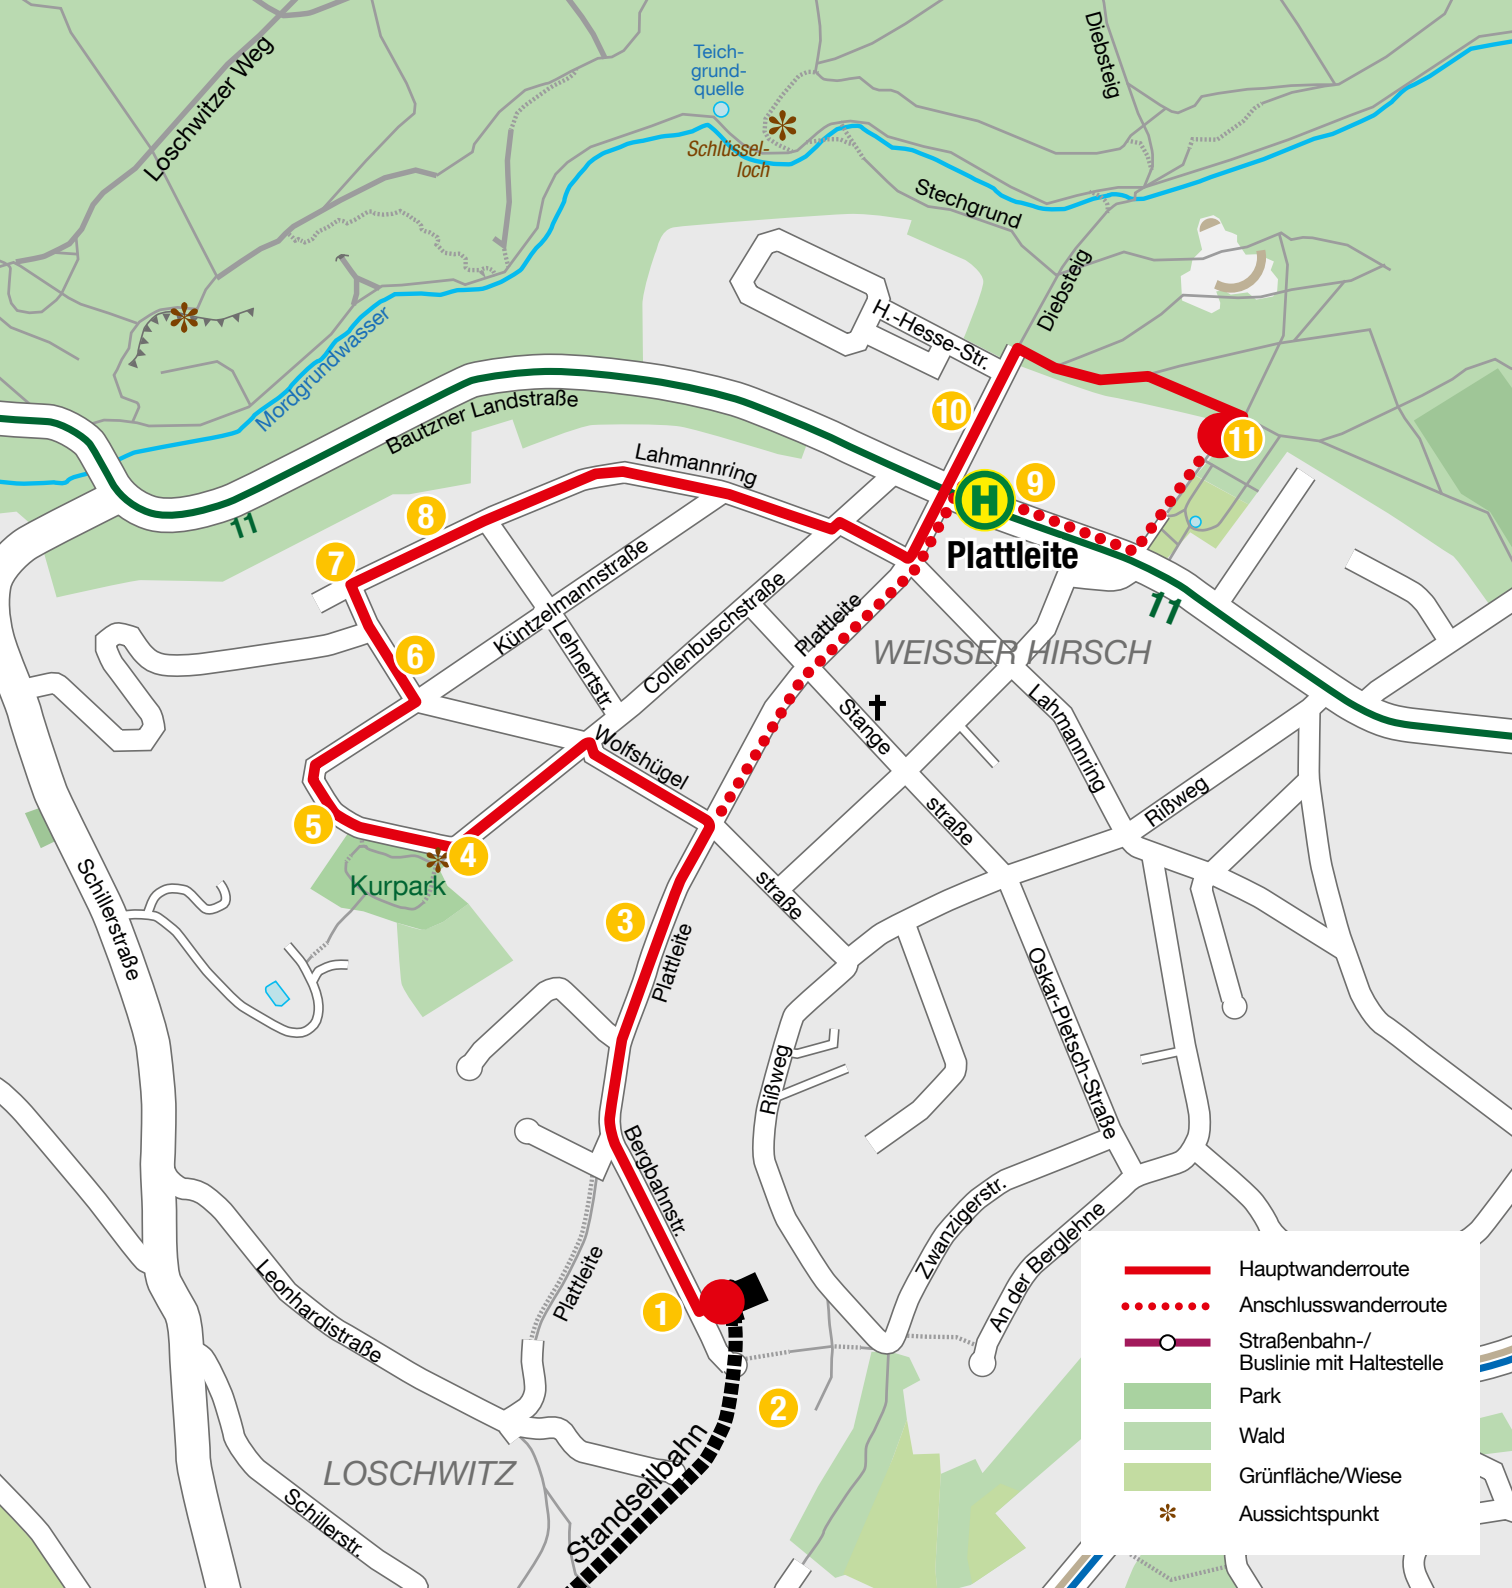 Loschwitzer Weg
Teich-
grund-
quelle
Diebsteig
Schlüssel-
loch
Stechgrund
Diebsteig
Mordgrundwasser
H.-Hesse-Str.
Bautzner Landstraße
11
10
11
Lahmannring
9
H
Plattleite
8
7
11
Küntzelmannstraße
Lehnertstr.
Collenbuschstraße
Plattleite
WEISSER HIRSCH
6
Stange
straße
Lahmannring
Wolfshügel
straße
Rißweg
5
4
Kurpark
3
Plattleite
Schillerstraße
Oskar-Pletsch-Straße
Rißweg
Bergbahnstr.
Plattleite
Zwanzigerstr.
An der Berglehne
1
Leonhardistraße
2
LOSCHWITZ
Standseilbahn
Schillerstr.
Hauptwanderroute
Anschlusswanderroute
Straßenbahn-/
Buslinie mit Haltestelle
Park
Wald
Grünfläche/Wiese
Aussichtspunkt